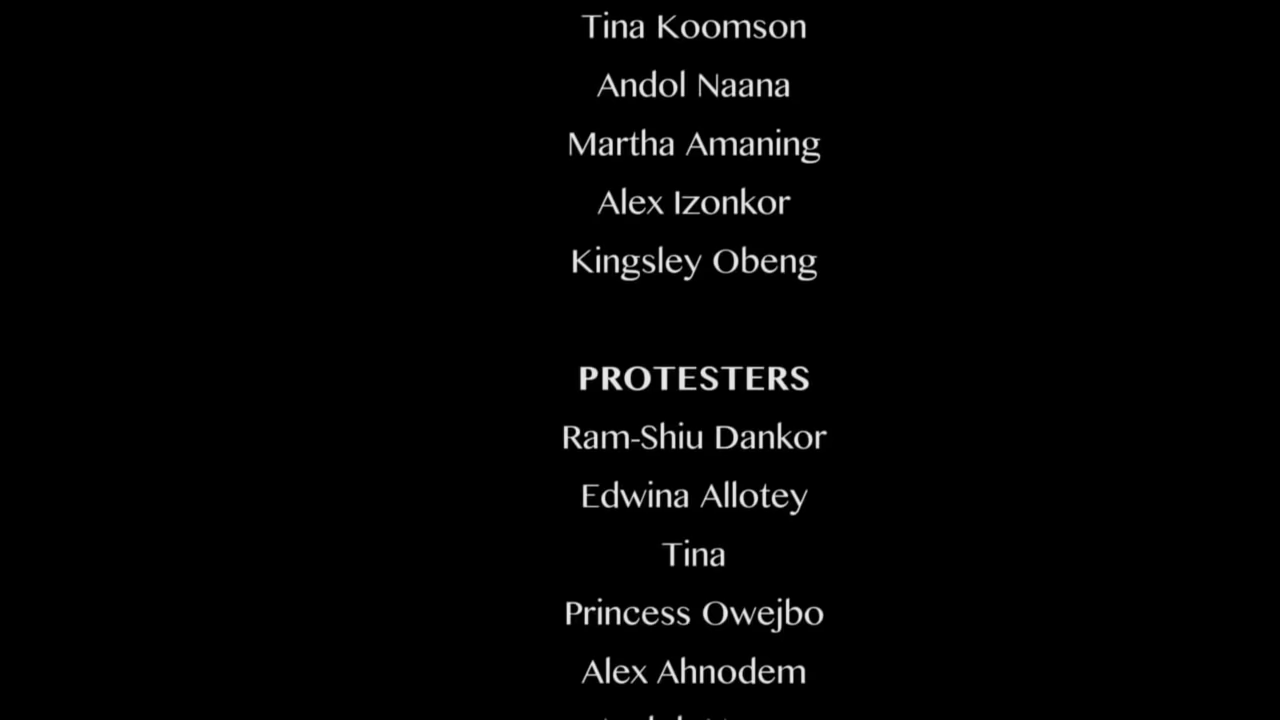 Tina Koomson
Andol Naana
Martha Amaning
Alex Izonkor
Kingsley Obeng
PROTESTERS
Ram-Shiu Dankor
Edwina Allotey
Tina
Princess Owejbo
Alex Ahnodem